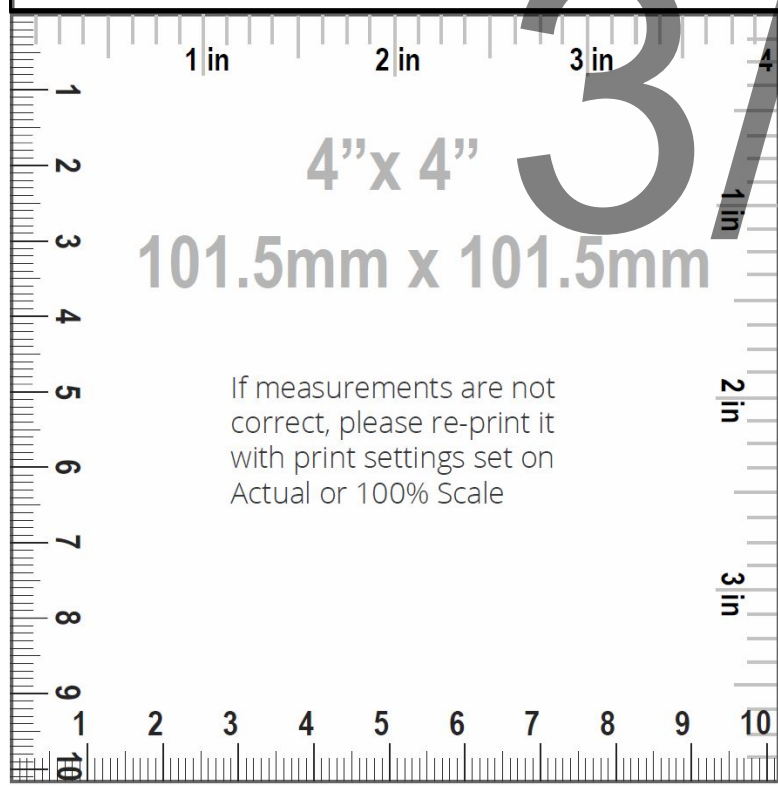 1 in 2 in 3 in 4
3/
4”x 4”
101.5mm x 101.5mm
If measurements are not
correct, please re-print it
with print settings set on
Actual or 100% Scale
1 in
2 in
3 in
1
2
3
4
5
6
7
8
9
10
1 2 3 4 5 6 7 8 9 10